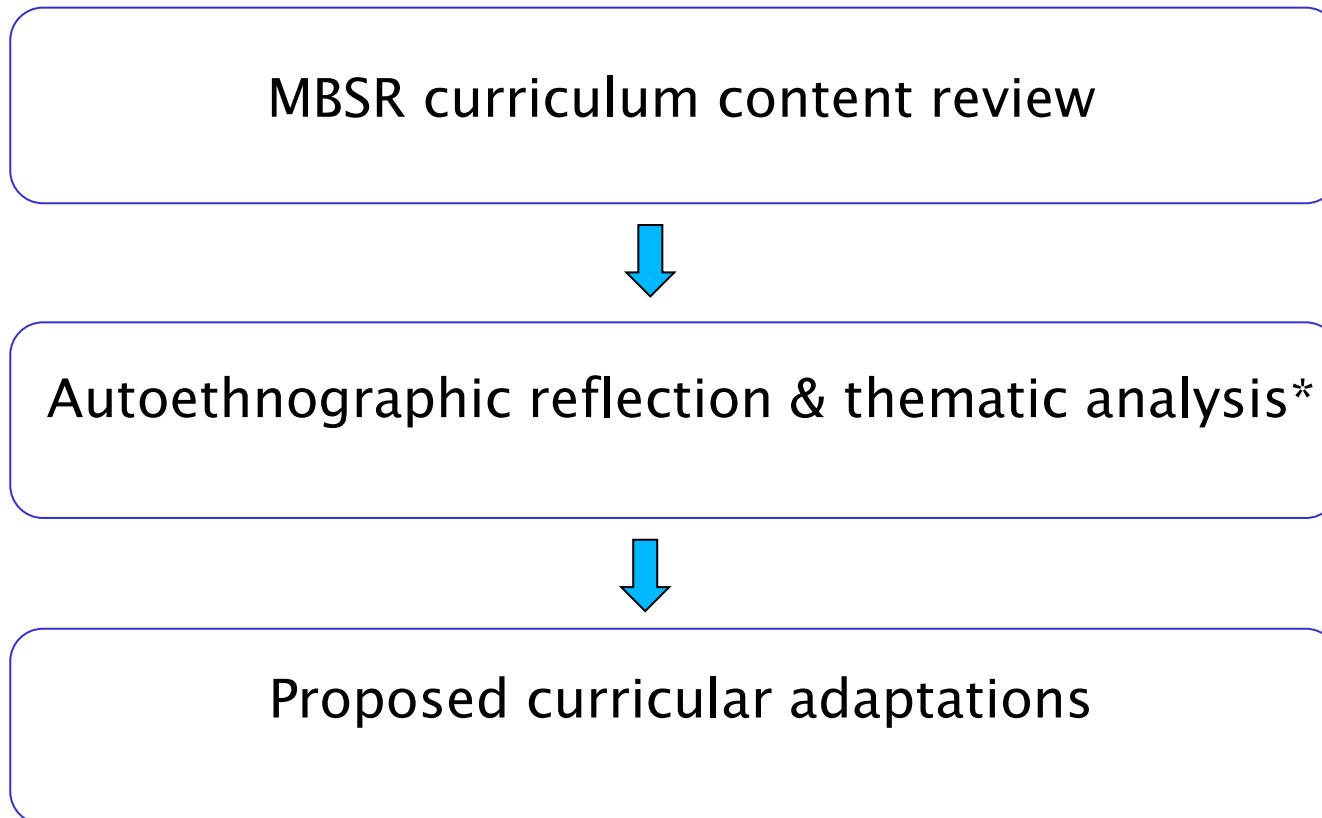 MBSR curriculum content review
Autoethnographic reflection & thematic analysis*
Proposed curricular adaptations